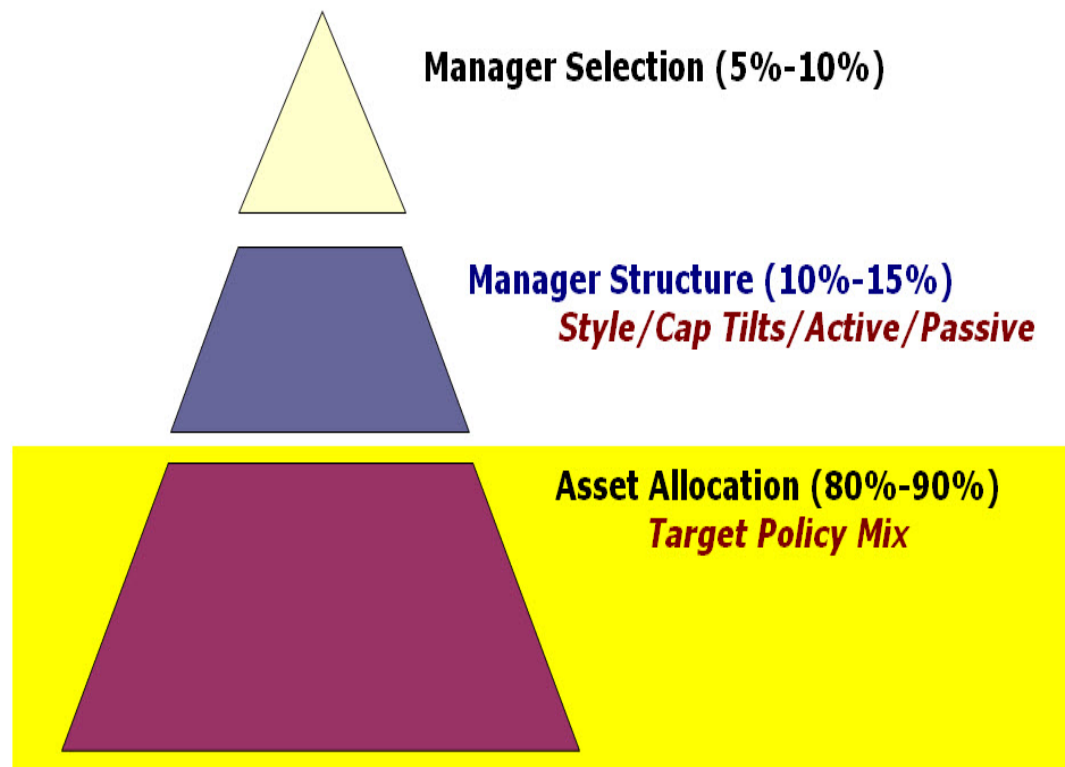 Manager Selection (5%-10%)
Manager Structure (10%-15%)
Style/Cap Tilts/Active/Passive
Asset Allocation (80%-90%)
Target Policy Mix